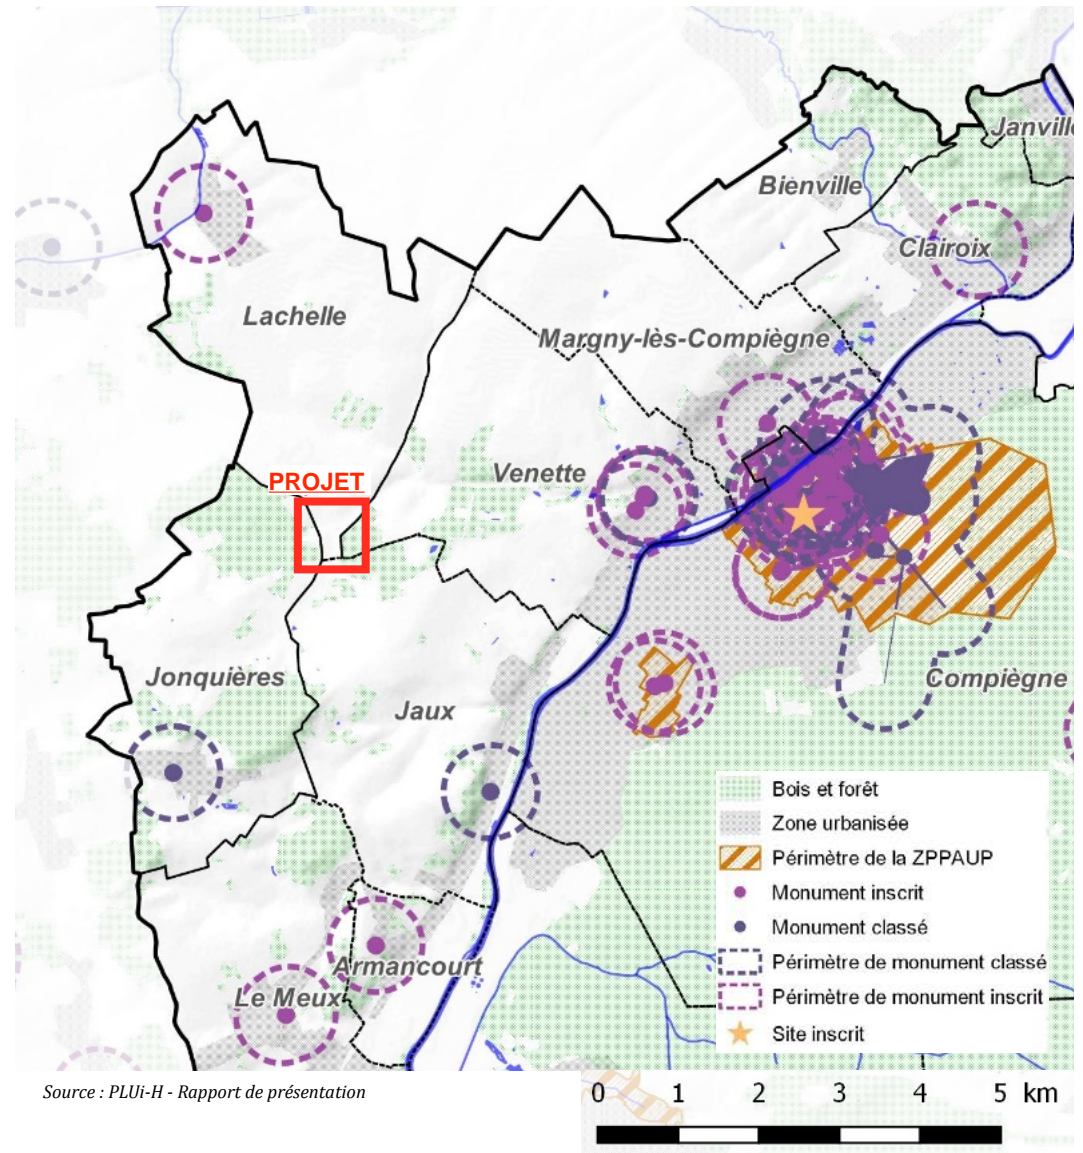 Janville
Bienville
Clairoix
Lachelle
Margny-lès-Compiègne
Venette
PROJET
Jonquières
Jaux
Compiègne
Armancourt
Le Meux
Bois et forêt
Zone urbanisée
Périmètre de la ZPPAUP
Monument inscrit
Monument classé
Périmètre de monument classé
Périmètre de monument inscrit
Site inscrit
Source : PLUi-H - Rapport de présentation
0 1 2 3 4 5 km